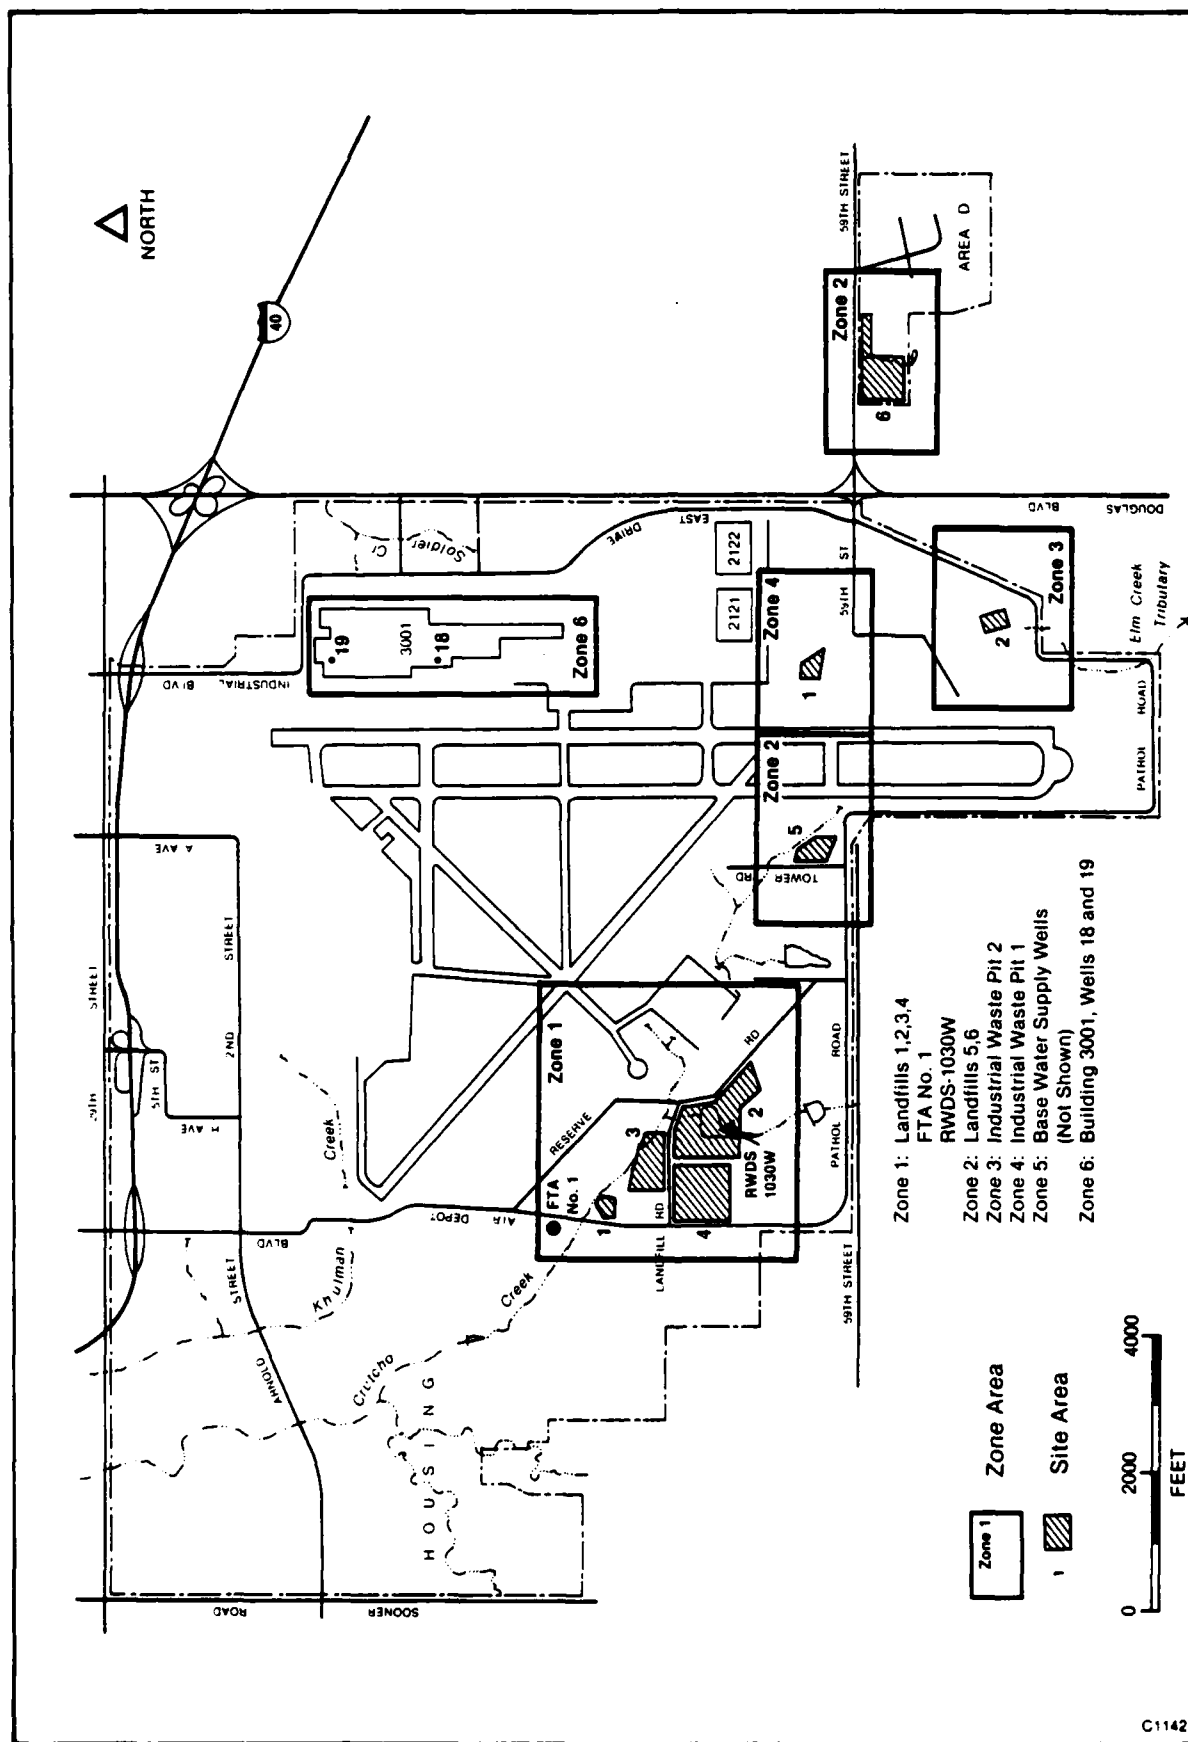 NORTH
40
29TH STREET
A AVE
5TH ST
2ND STREET
INDUSTRIAL BLVD
Soldier Cr
EAST DRIVE
19
3001
18
Zone 6
2121
2122
Zone 4
1
59TH ST
59TH STREET
Zone 2
6
AREA D
DOUGLAS BLVD
Zone 3
2
Elm Creek
Tributary
PATROL ROAD
Zone 2
5
TOWER RD
Zone 1
RESERVE RD
FTA
No. 1
1
3
2
4
RWDS
1030W
LANDFILL RD
PATROL ROAD
59TH STREET
AIR DEPOT BLVD
Khulman Creek
Crutcho Creek
ARNOLD STREET
HOUSING
SOONER ROAD
Zone 1: Landfills 1,2,3,4
FTA No. 1
RWDS-1030W
Zone 2: Landfills 5,6
Zone 3: Industrial Waste Pit 2
Zone 4: Industrial Waste Pit 1
Zone 5: Base Water Supply Wells
(Not Shown)
Zone 6: Building 3001, Wells 18 and 19
Zone 1
Zone Area
1
Site Area
0 2000 4000
FEET
C1142